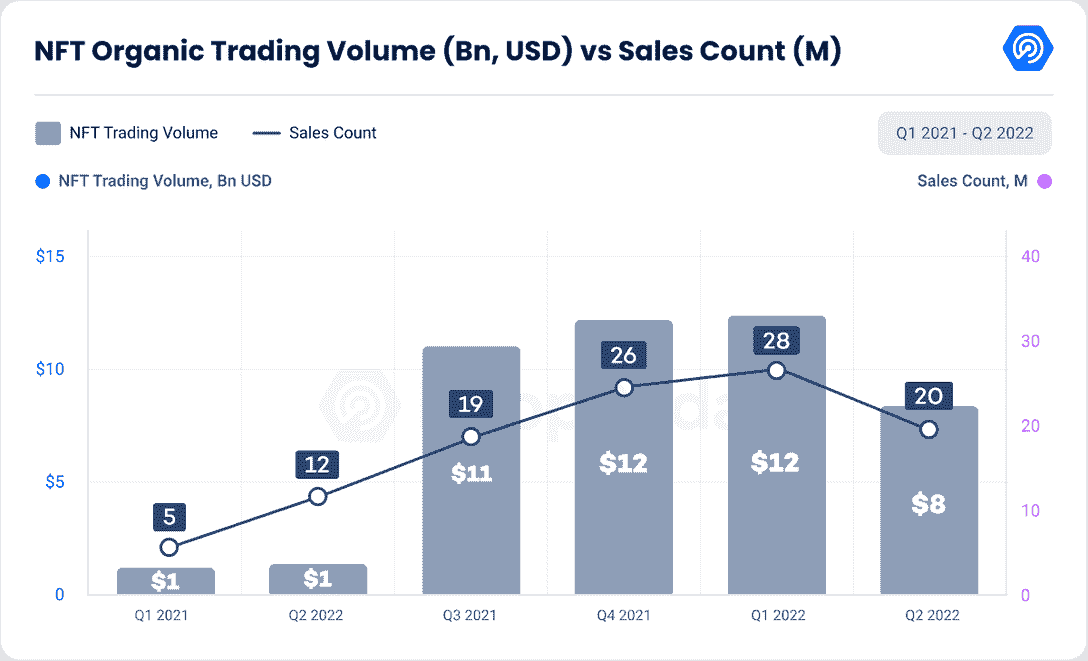 NFT Organic Trading Volume (Bn, USD) vs Sales Count (M)
NFT Trading Volume Sales Count
Q1 2021 - Q2 2022
NFT Trading Volume, Bn USD
Sales Count, M
$15 40
30
$10
20
$5
10
0 0
5 12 19 26 28 20
$1 $1 $11 $12 $12 $8
Q1 2021 Q2 2022 Q3 2021 Q4 2021 Q1 2022 Q2 2022